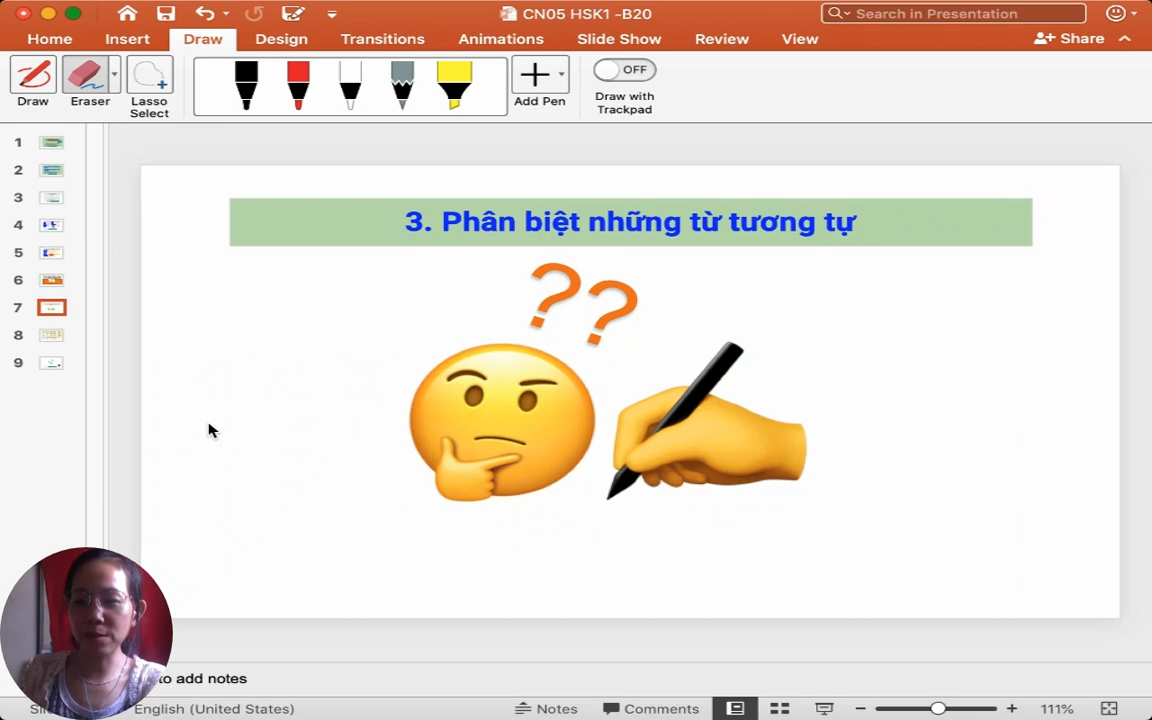 CN05 HSK1 -B20
Search in Presentation
Home Insert Draw Design Transitions Animations Slide Show Review View Share
Draw Eraser Lasso Select Add Pen OFF Draw with Trackpad
1
2
3
4
5
6
7
8
9
3. Phân biệt những từ tương tự
??
to add notes
English (United States) Notes Comments 111%